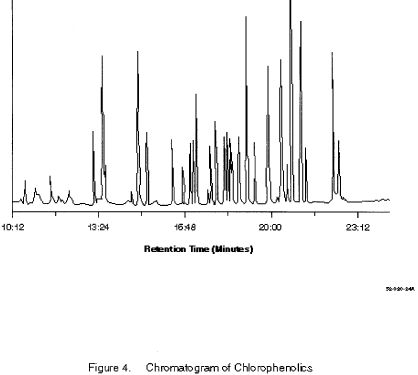 10:12 13:24 16:48 20:00 23:12
Retention Time (Minutes)
Figure 4. Chromatogram of Chlorophenolics